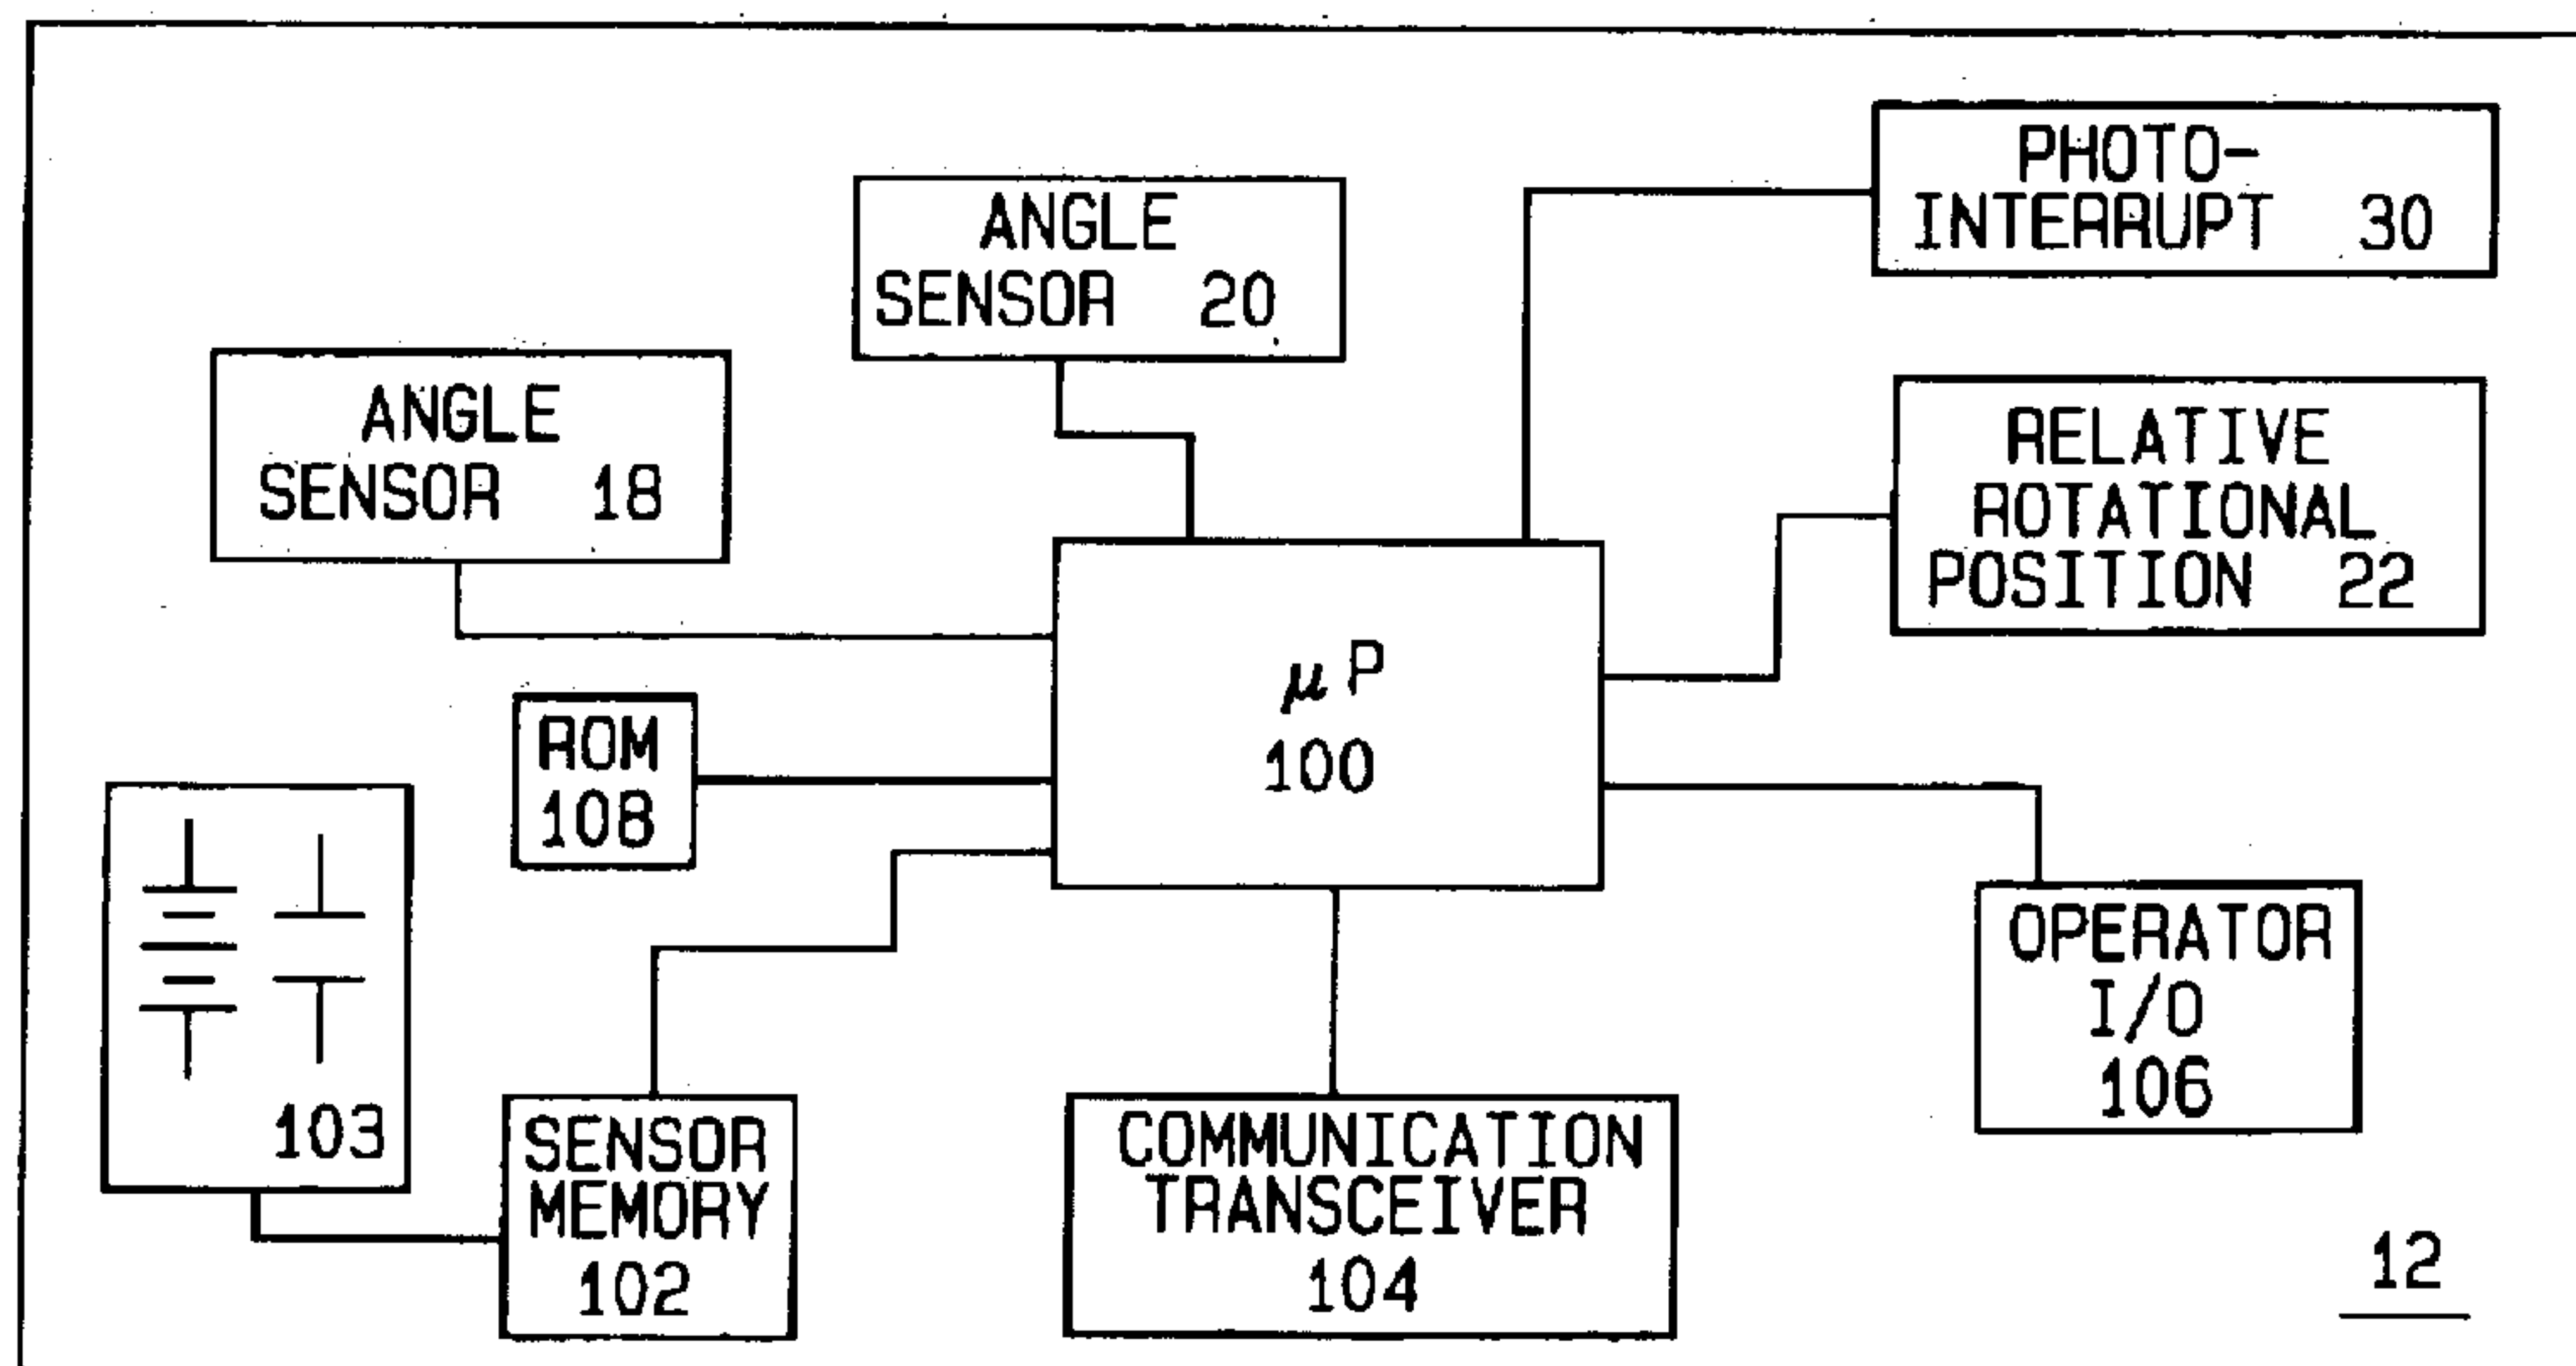 PHOTO-
INTERRUPT 30
ANGLE
SENSOR 20
ANGLE
SENSOR 18
RELATIVE
ROTATIONAL
POSITION 22
µP
100
ROM
108
103
OPERATOR
I/O
106
SENSOR
MEMORY
102
COMMUNICATION
TRANSCEIVER
104
12